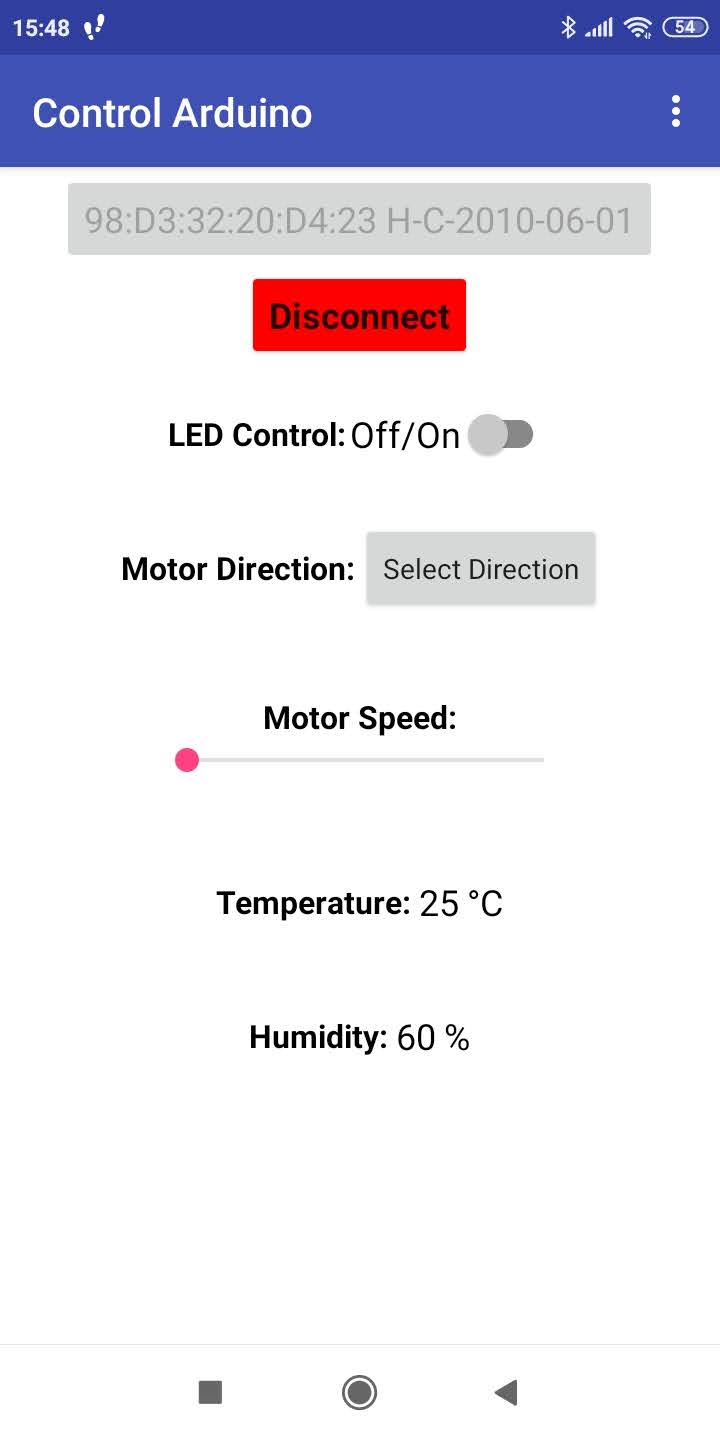 15:48 54
Control Arduino
98:D3:32:20:D4:23 H-C-2010-06-01
Disconnect
LED Control: Off/On
Motor Direction: Select Direction
Motor Speed:
Temperature: 25 °C
Humidity: 60 %